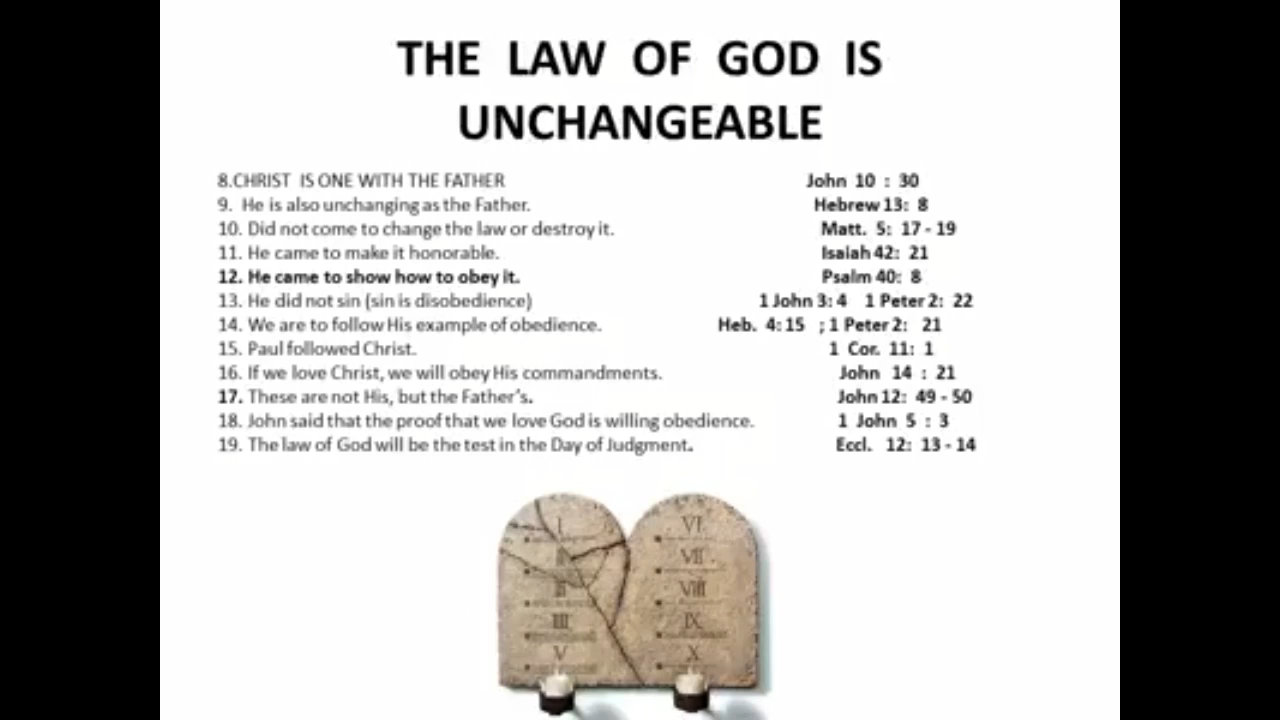 THE LAW OF GOD IS
UNCHANGEABLE
8.CHRIST IS ONE WITH THE FATHER John 10 : 30
9. He is also unchanging as the Father. Hebrew 13: 8
10. Did not come to change the law or destroy it. Matt. 5: 17 - 19
11. He came to make it honorable. Isaiah 42: 21
12. He came to show how to obey it. Psalm 40: 8
13. He did not sin (sin is disobedience) 1 John 3: 4 1 Peter 2: 22
14. We are to follow His example of obedience. Heb. 4: 15 ; 1 Peter 2: 21
15. Paul followed Christ. 1 Cor. 11: 1
16. If we love Christ, we will obey His commandments. John 14 : 21
17. These are not His, but the Father's. John 12: 49 - 50
18. John said that the proof that we love God is willing obedience. 1 John 5 : 3
19. The law of God will be the test in the Day of Judgment. Eccl. 12: 13 - 14
I
II
III
IIII
V
VI
VII
VIII
IX
X